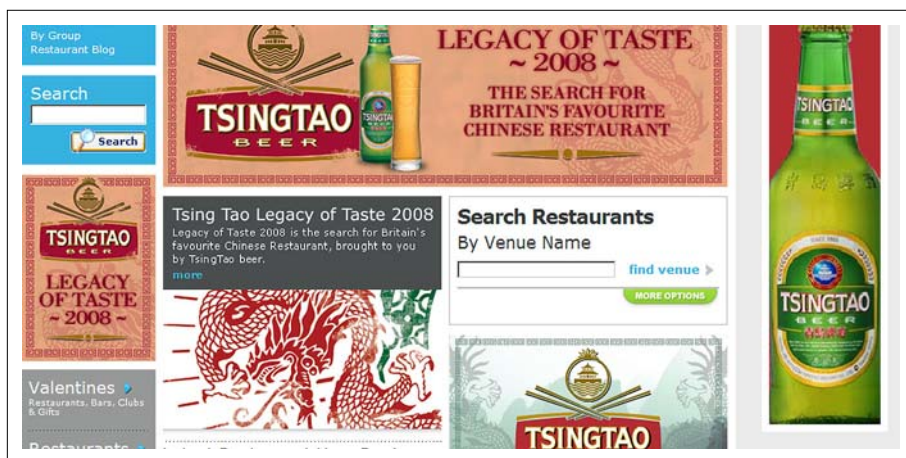 By Group
Restaurant Blog
Search
Search
TSINGTAO
BEER
LEGACY
OF TASTE
~ 2008 ~
Valentines
Restaurants, Bars, Clubs
& Gifts
Restaurants
TSINGTAO
BEER
TSINGTAO
LEGACY OF TASTE
~ 2008 ~
THE SEARCH FOR
BRITAIN'S FAVOURITE
CHINESE RESTAURANT
Tsing Tao Legacy of Taste 2008
Legacy of Taste 2008 is the search for Britain's
favourite Chinese Restaurant, brought to you
by TsingTao beer.
more
Search Restaurants
By Venue Name
find venue
MORE OPTIONS
TSINGTAO
TSINGTAO
BEER
TSINGTAO
BEER